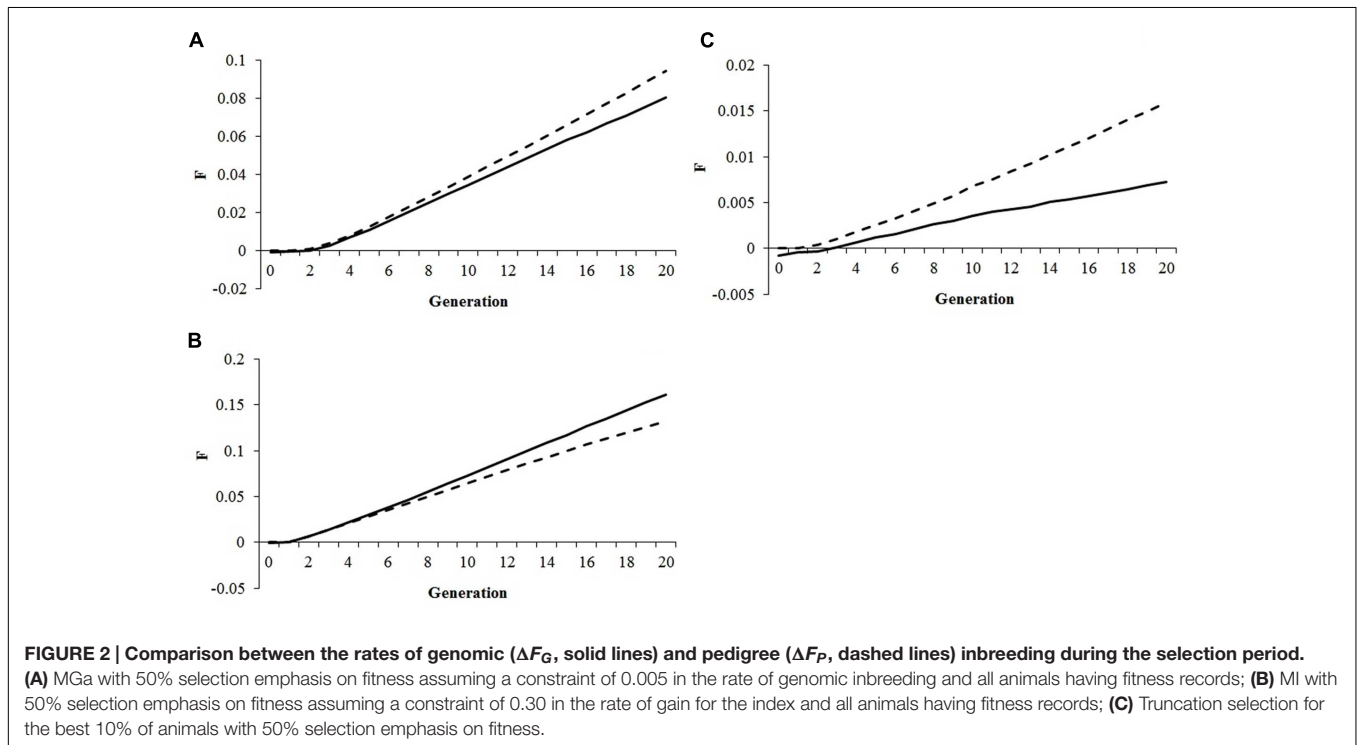 A
0.1
0.08
0.06
0.04
0.02
0
-0.02
F
0 2 4 6 8 10 12 14 16 18 20
Generation
C
0.02
0.015
0.01
0.005
0
-0.005
F
0 2 4 6 8 10 12 14 16 18 20
Generation
B
0.2
0.15
0.1
0.05
0
-0.05
F
0 2 4 6 8 10 12 14 16 18 20
Generation
FIGURE 2 | Comparison between the rates of genomic (ΔF_G, solid lines) and pedigree (ΔF_P, dashed lines) inbreeding during the selection period.
(A) MGa with 50% selection emphasis on fitness assuming a constraint of 0.005 in the rate of genomic inbreeding and all animals having fitness records; (B) MI with
50% selection emphasis on fitness assuming a constraint of 0.30 in the rate of gain for the index and all animals having fitness records; (C) Truncation selection for
the best 10% of animals with 50% selection emphasis on fitness.